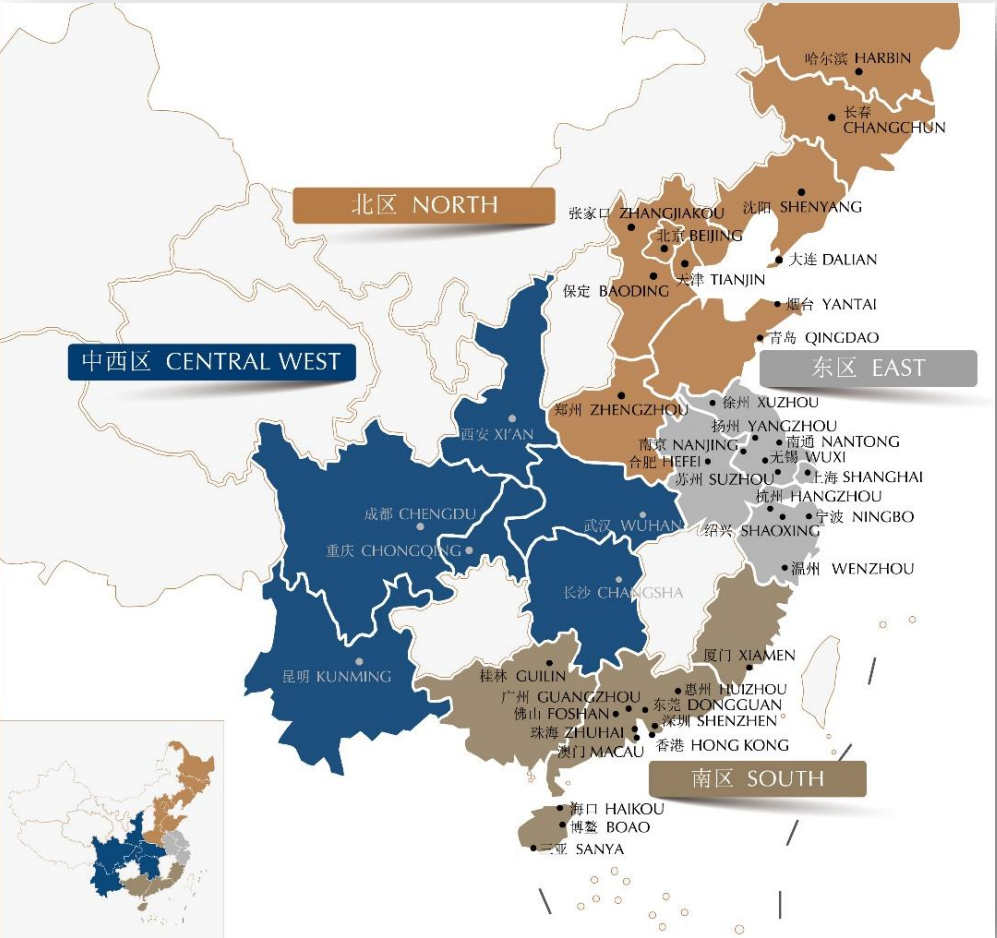 哈尔滨 HARBIN
长春
CHANGCHUN
北区 NORTH
张家口 ZHANGJIAKOU
沈阳 SHENYANG
北京 BEIJING
大连 DALIAN
天津 TIANJIN
保定 BAODING
烟台 YANTAI
青岛 QINGDAO
中西区 CENTRAL WEST
东区 EAST
郑州 ZHENGZHOU
徐州 XUZHOU
扬州 YANGZHOU
西安 XI'AN
南京 NANJING
南通 NANTONG
合肥 HEFEI
无锡 WUXI
苏州 SUZHOU
上海 SHANGHAI
杭州 HANGZHOU
成都 CHENGDU
武汉 WUHAN
绍兴 SHAOXING
宁波 NINGBO
重庆 CHONGQING
温州 WENZHOU
长沙 CHANGSHA
厦门 XIAMEN
昆明 KUNMING
桂林 GUILIN
惠州 HUIZHOU
广州 GUANGZHOU
东莞 DONGGUAN
佛山 FOSHAN
深圳 SHENZHEN
珠海 ZHUHAI
香港 HONG KONG
澳门 MACAU
南区 SOUTH
海口 HAIKOU
博鳌 BOAO
三亚 SANYA